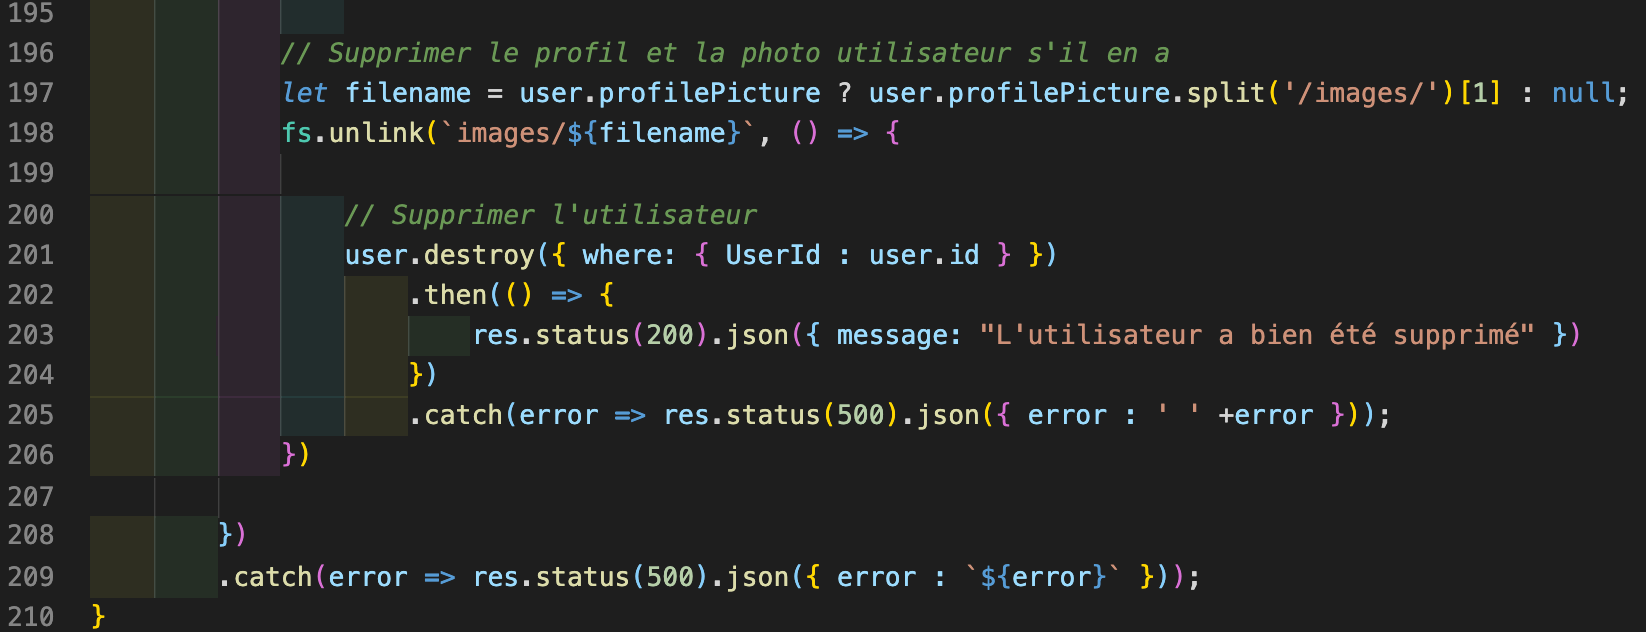 195
196 // Supprimer le profil et la photo utilisateur s'il en a
197 let filename = user.profilePicture ? user.profilePicture.split('/images/')[1] : null;
198 fs.unlink(`images/${filename}`, () => {
199
200 // Supprimer l'utilisateur
201 user.destroy({ where: { UserId : user.id } })
202 .then(() => {
203 res.status(200).json({ message: "L'utilisateur a bien été supprimé" })
204 })
205 .catch(error => res.status(500).json({ error : ' ' +error }));
206 })
207
208 })
209 .catch(error => res.status(500).json({ error : `${error}` }));
210 }